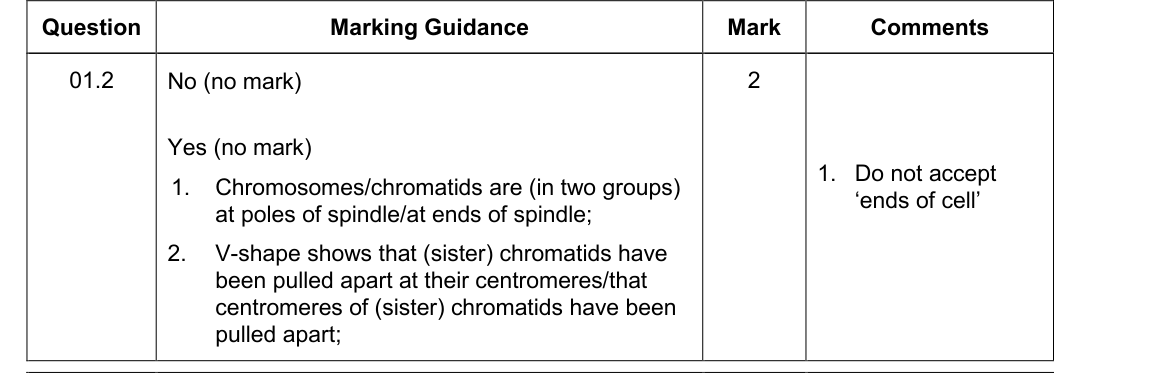 Question Marking Guidance Mark Comments
01.2 No (no mark) 2
Yes (no mark)
1. Chromosomes/chromatids are (in two groups)
at poles of spindle/at ends of spindle;
2. V-shape shows that (sister) chromatids have
been pulled apart at their centromeres/that
centromeres of (sister) chromatids have been
pulled apart;
1. Do not accept
‘ends of cell’